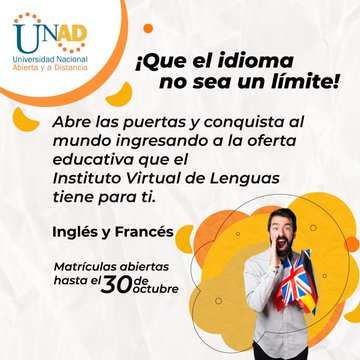 UNAD
Universidad Nacional
Abierta y a Distancia
¡Que el idioma
no sea un límite!
Abre las puertas y conquista al
mundo ingresando a la oferta
educativa que el
Instituto Virtual de Lenguas
tiene para ti.
Inglés y Francés
Matrículas abiertas
hasta el 30 de
octubre